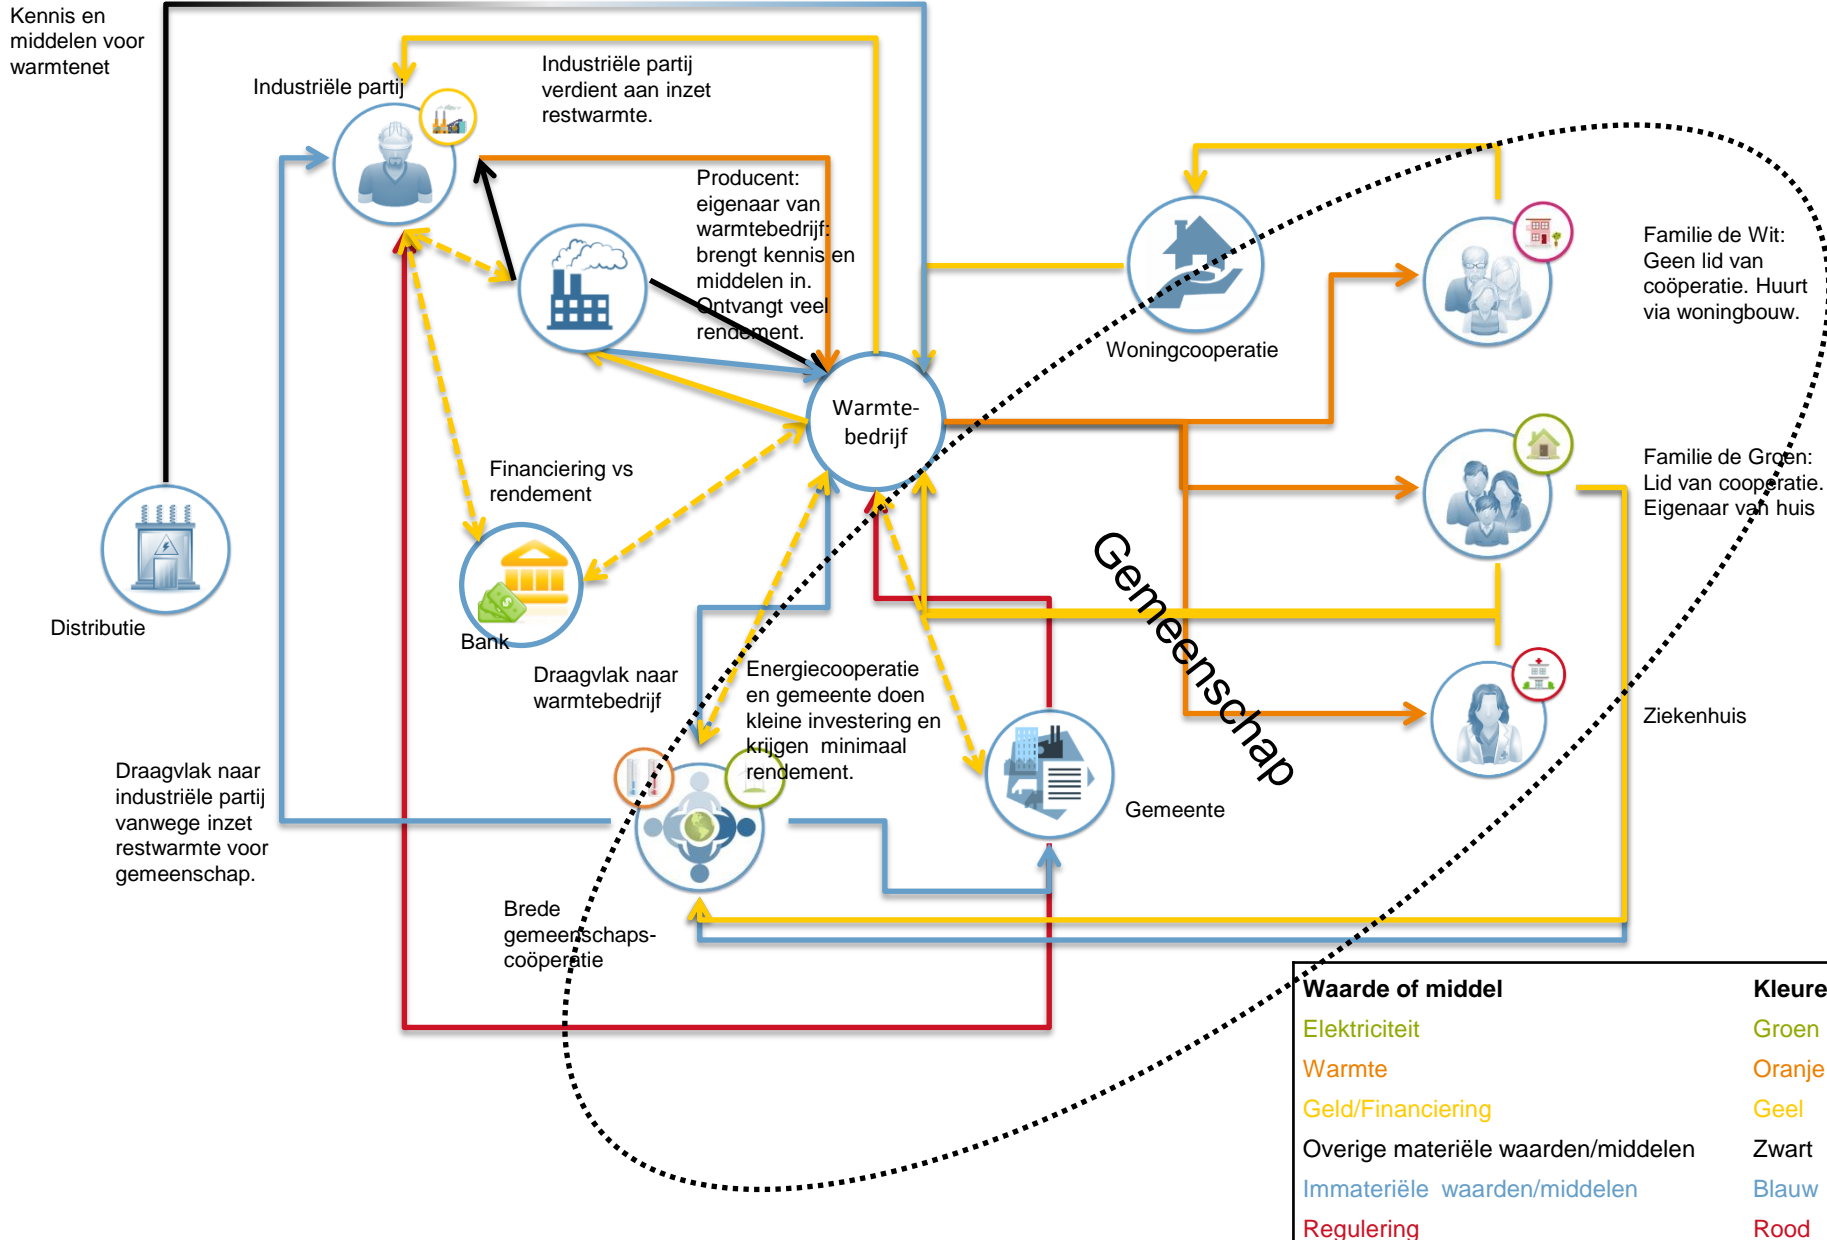 Kennis en
middelen voor
warmtenet
Industriële partij
Industriële partij
verdient aan inzet
restwarmte.
Producent:
eigenaar van
warmtebedrijf:
brengt kennis en
middelen in.
Ontvangt veel
rendement.
Woningcooperatie
Familie de Wit:
Geen lid van
coöperatie. Huurt
via woningbouw.
Warmte-
bedrijf
Financiering vs
rendement
Familie de Groen:
Lid van cooperatie.
Eigenaar van huis
Distributie
Bank
Gemeenschap
Draagvlak naar
warmtebedrijf
Energiecooperatie
en gemeente doen
kleine investering en
krijgen minimaal
rendement.
Ziekenhuis
Gemeente
Draagvlak naar
industriële partij
vanwege inzet
restwarmte voor
gemeenschap.
Brede
gemeenschaps-
coöperatie
Waarde of middel Kleure
Elektriciteit Groen
Warmte Oranje
Geld/Financiering Geel
Overige materiële waarden/middelen Zwart
Immateriële waarden/middelen Blauw
Regulering Rood